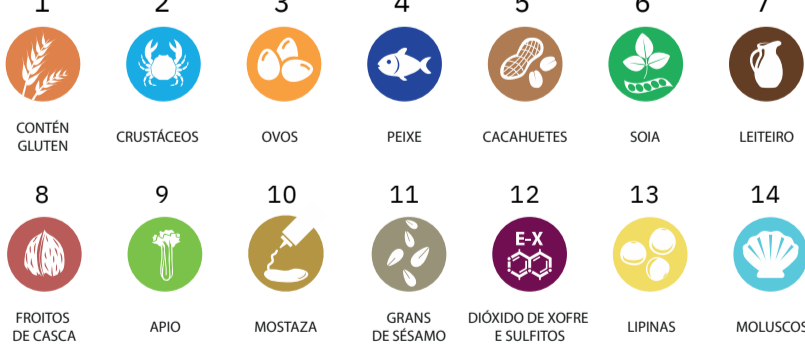 1 2 3 4 5 6 7
CONTÉN
GLUTEN
CRUSTÁCEOS
OVOS
PEIXE
CACAHUETES
SOIA
LEITEIRO
8 9 10 11 12 13 14
E-X
FROITOS
DE CASCA
APIO
MOSTAZA
GRANS
DE SÉSAMO
DIÓXIDO DE XOFRE
E SULFITOS
LIPINAS
MOLUSCOS